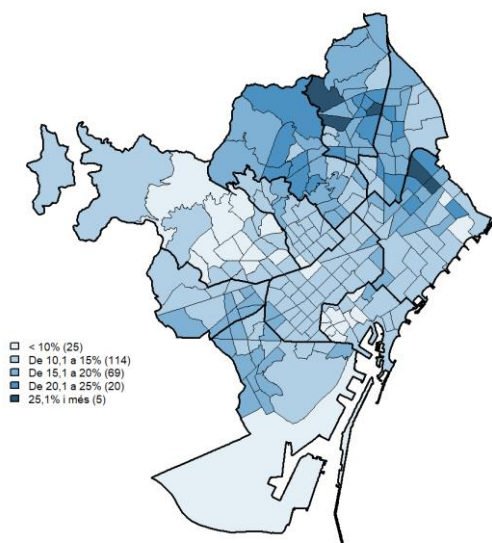 < 10% (25)
De 10,1 a 15% (114)
De 15,1 a 20% (69)
De 20,1 a 25% (20)
25,1% i més (5)